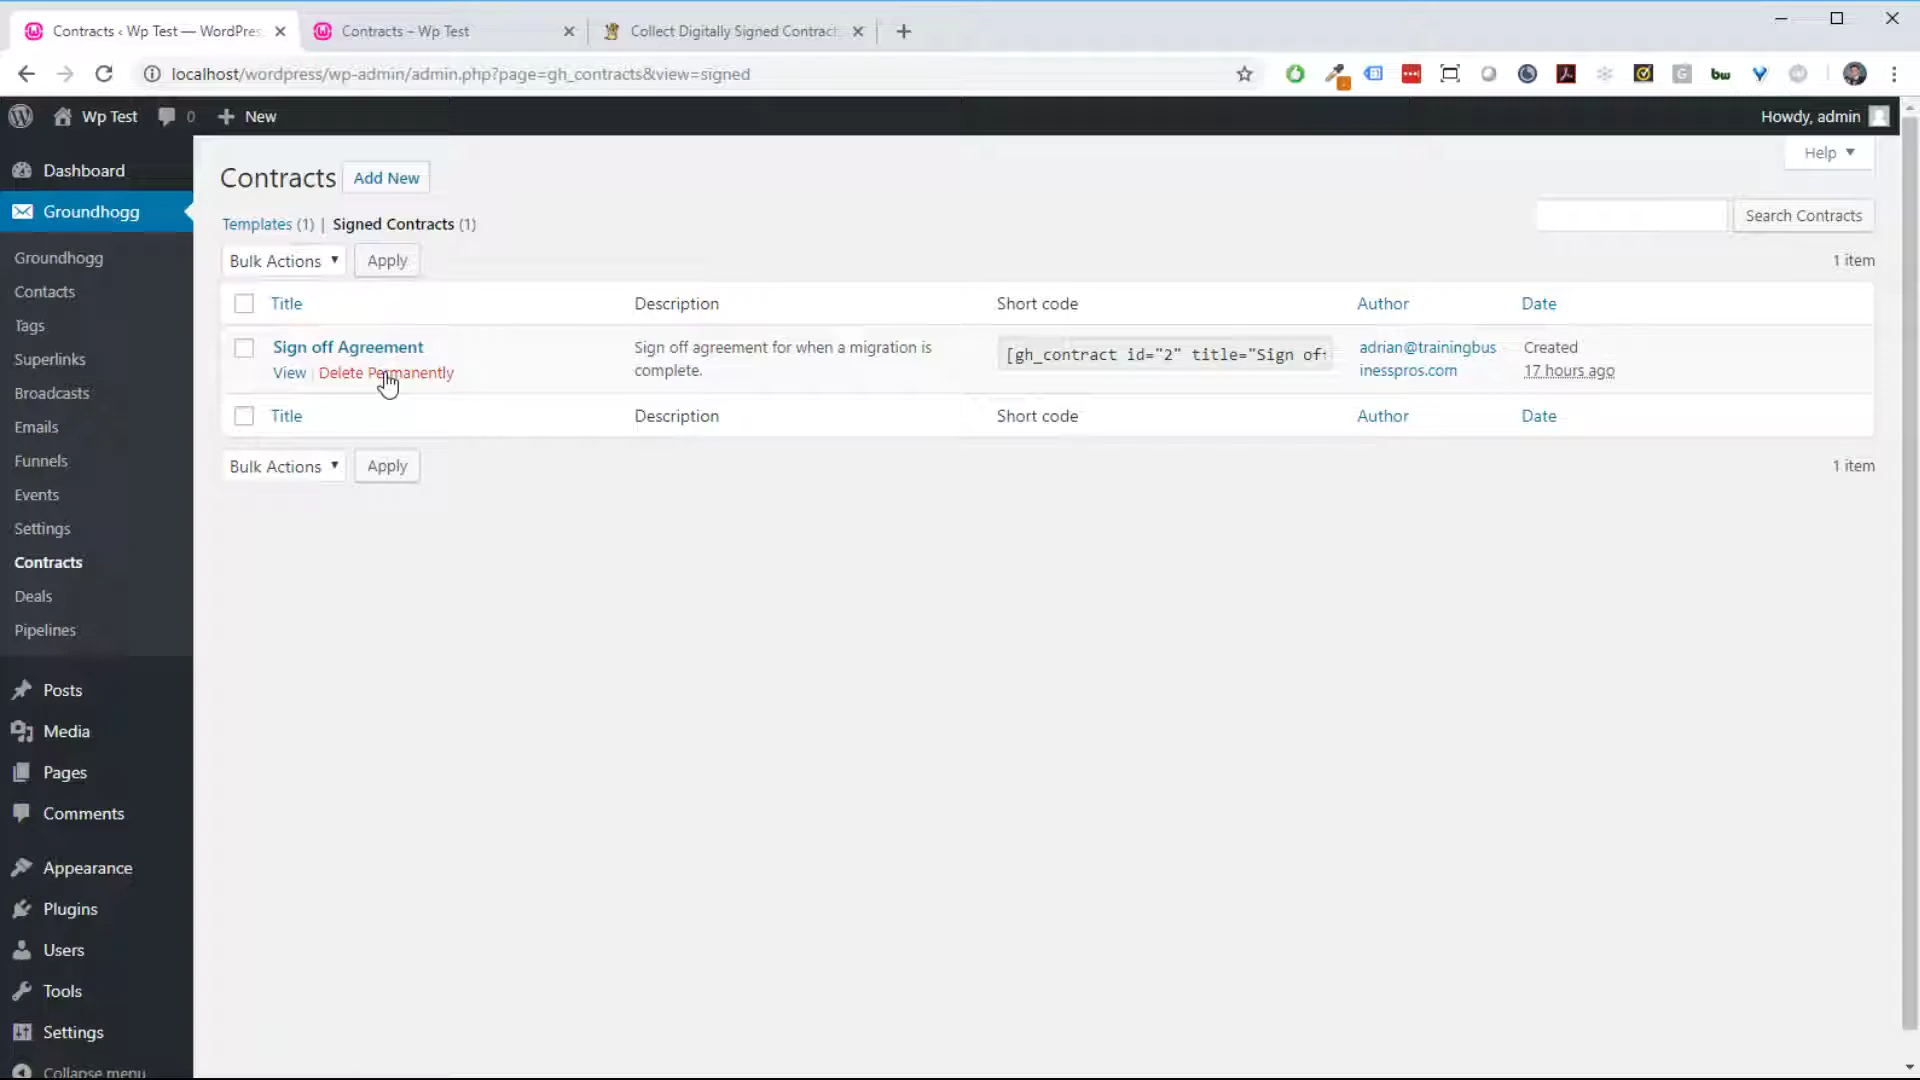 Contracts ‹ Wp Test — WordPres
Contracts – Wp Test
Collect Digitally Signed Contract
localhost/wordpress/wp-admin/admin.php?page=gh_contracts&view=signed
bw
Wp Test
0
New
Howdy, admin
Dashboard
Groundhogg
Groundhogg
Contacts
Tags
Superlinks
Broadcasts
Emails
Funnels
Events
Settings
Contracts
Deals
Pipelines
Posts
Media
Pages
Comments
Appearance
Plugins
Users
Tools
Settings
Collapse menu
Help
Contracts
Add New
Templates (1) | Signed Contracts (1)
Search Contracts
Bulk Actions
Apply
1 item
Title
Description
Short code
Author
Date
Sign off Agreement
View | Delete Permanently
Sign off agreement for when a migration is
complete.
[gh_contract id="2" title="Sign of
adrian@trainingbus
inesspros.com
Created
17 hours ago
Title
Description
Short code
Author
Date
Bulk Actions
Apply
1 item